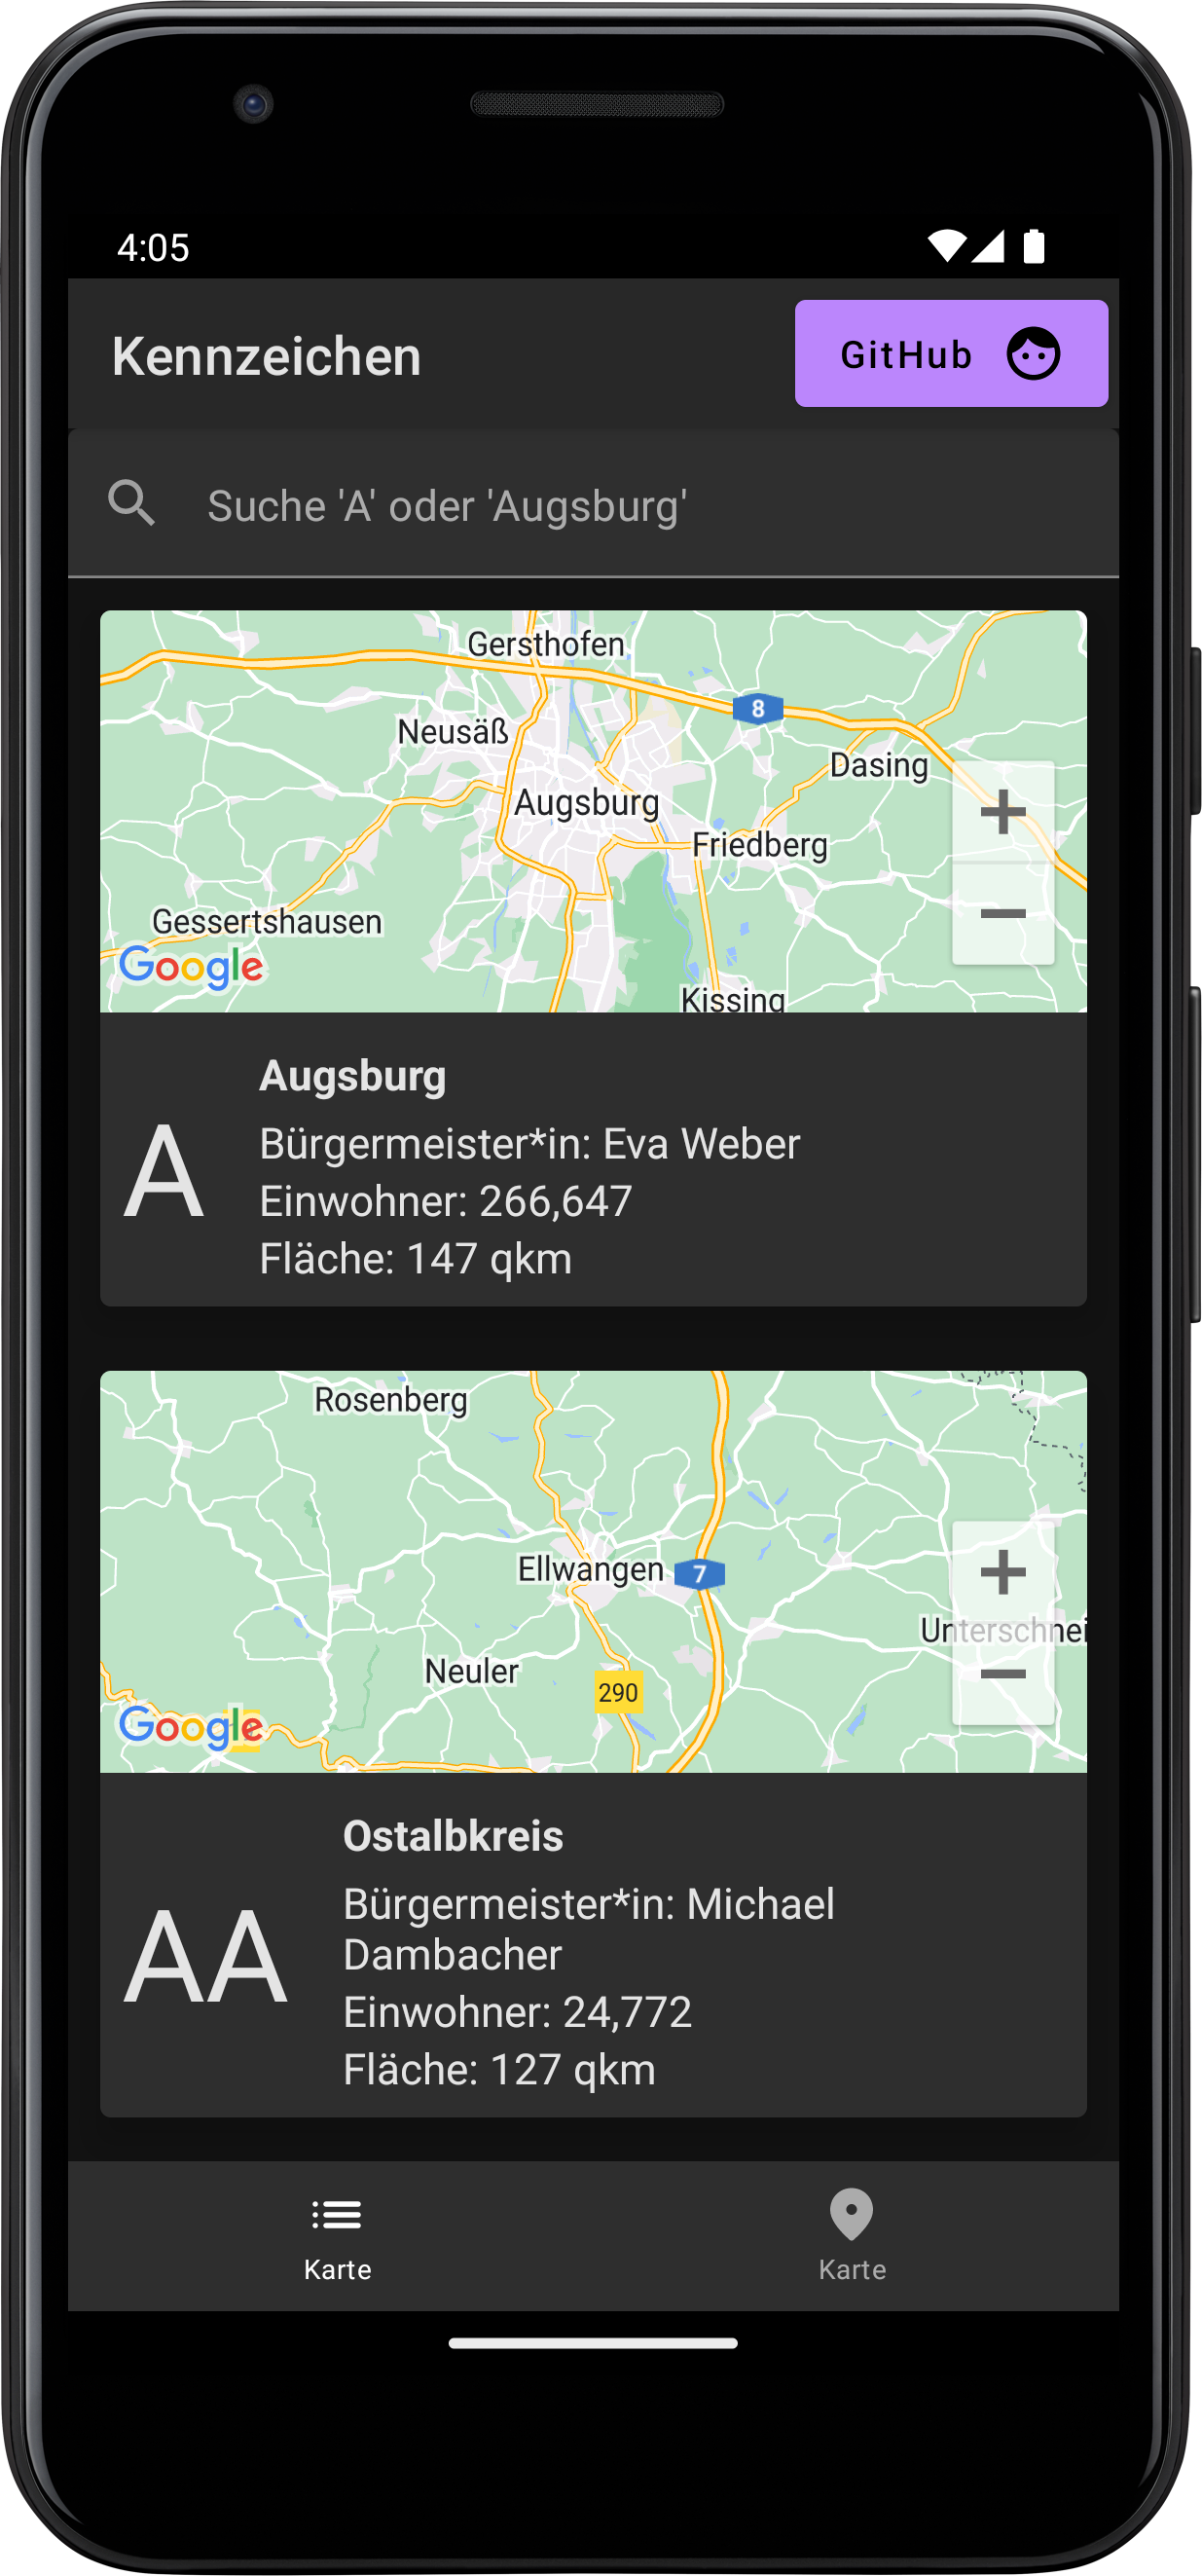 4:05
Kennzeichen
GitHub
Suche 'A' oder 'Augsburg'
Gersthofen
8
Neusäß
Dasing
Augsburg
Friedberg
Gessertshausen
Google
Kissing
Augsburg
A
Bürgermeister*in: Eva Weber
Einwohner: 266,647
Fläche: 147 qkm
Rosenberg
Ellwangen
7
Unterschnei
Neuler
290
Google
Ostalbkreis
AA
Bürgermeister*in: Michael
Dambacher
Einwohner: 24,772
Fläche: 127 qkm
Karte
Karte